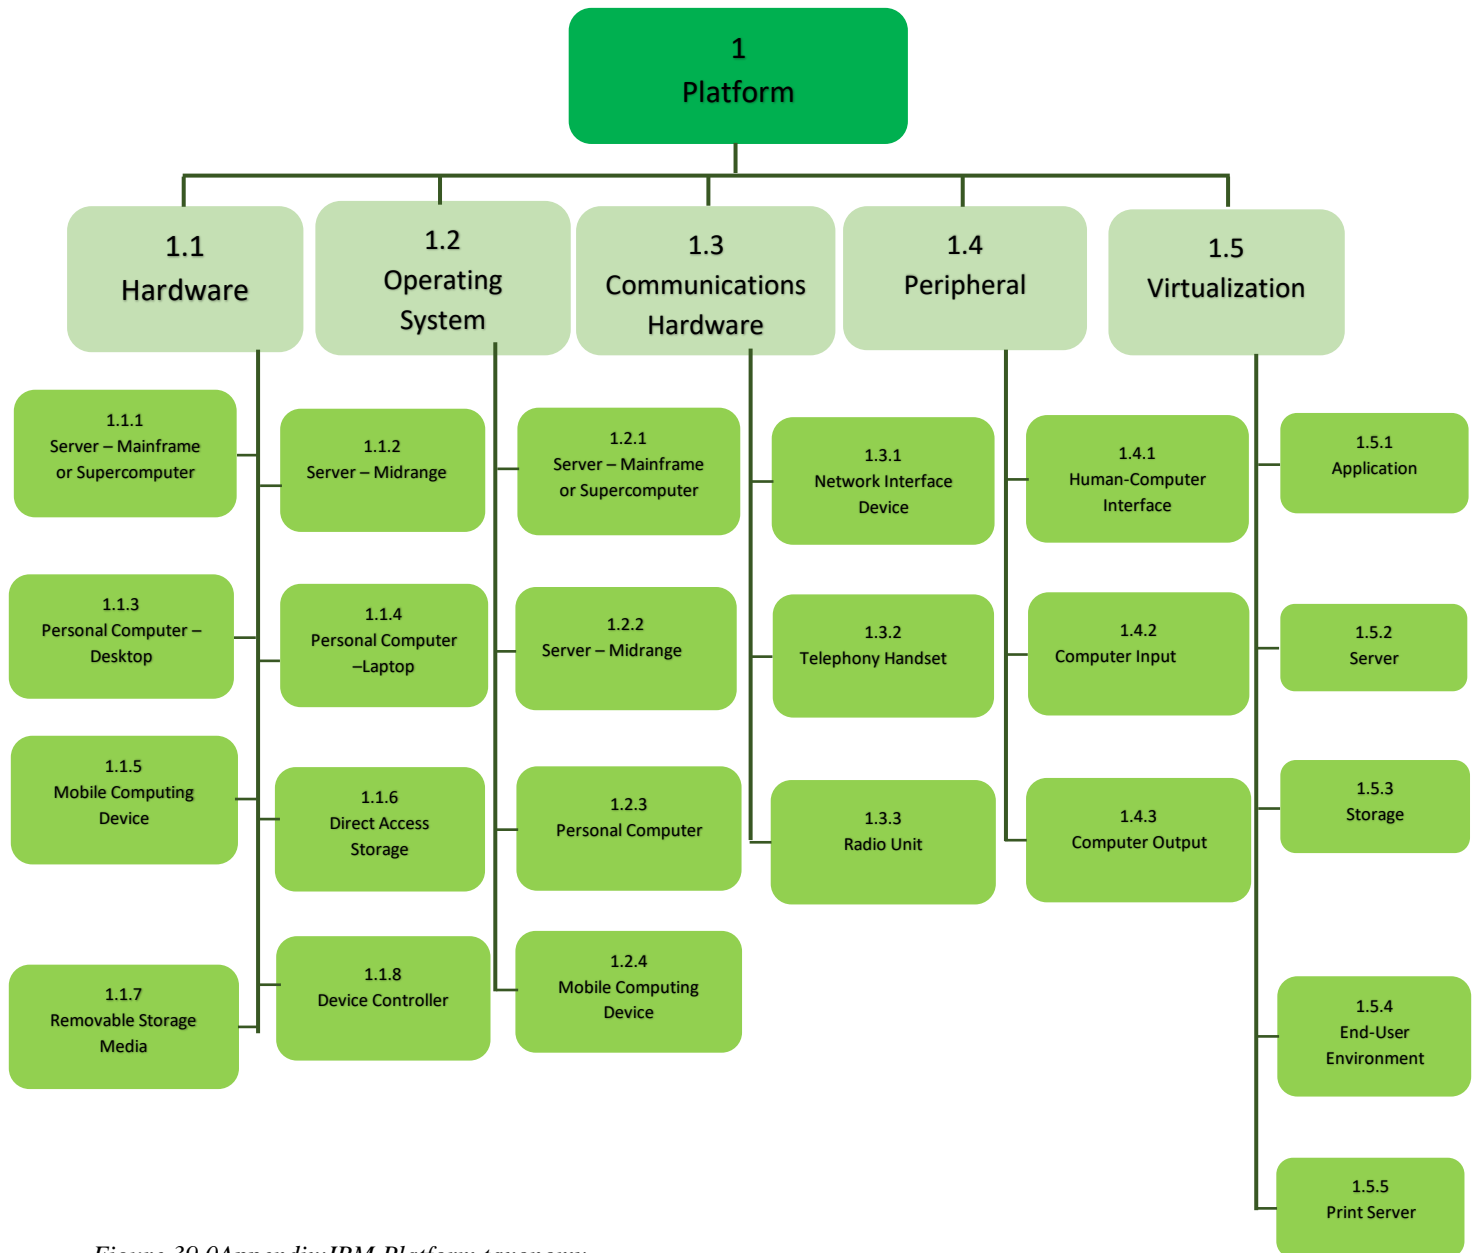 1
Platform
1.1
Hardware
1.2
Operating
System
1.3
Communications
Hardware
1.4
Peripheral
1.5
Virtualization
1.1.1
Server – Mainframe
or Supercomputer
1.1.2
Server – Midrange
1.1.3
Personal Computer –
Desktop
1.1.4
Personal Computer
–Laptop
1.1.5
Mobile Computing
Device
1.1.6
Direct Access
Storage
1.1.7
Removable Storage
Media
1.1.8
Device Controller
1.2.1
Server – Mainframe
or Supercomputer
1.2.2
Server – Midrange
1.2.3
Personal Computer
1.2.4
Mobile Computing
Device
1.3.1
Network Interface
Device
1.3.2
Telephony Handset
1.3.3
Radio Unit
1.4.1
Human-Computer
Interface
1.4.2
Computer Input
1.4.3
Computer Output
1.5.1
Application
1.5.2
Server
1.5.3
Storage
1.5.4
End-User
Environment
1.5.5
Print Server
Figure 39.0Appendix:IRM Platform taxonomy